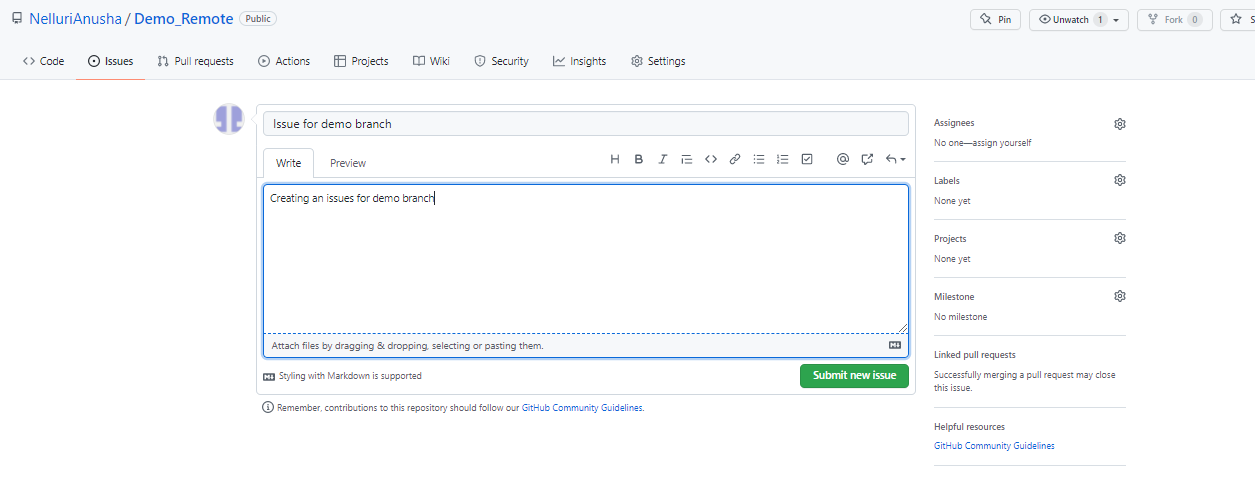 NelluriAnusha / Demo_Remote Public
Pin Unwatch 1 Fork 0
Code Issues Pull requests Actions Projects Wiki Security Insights Settings
Issue for demo branch
Write Preview
Creating an issues for demo branch
Attach files by dragging & dropping, selecting or pasting them.
Styling with Markdown is supported
Submit new issue
Remember, contributions to this repository should follow our GitHub Community Guidelines.
Assignees
No one—assign yourself
Labels
None yet
Projects
None yet
Milestone
No milestone
Linked pull requests
Successfully merging a pull request may close
this issue.
Helpful resources
GitHub Community Guidelines